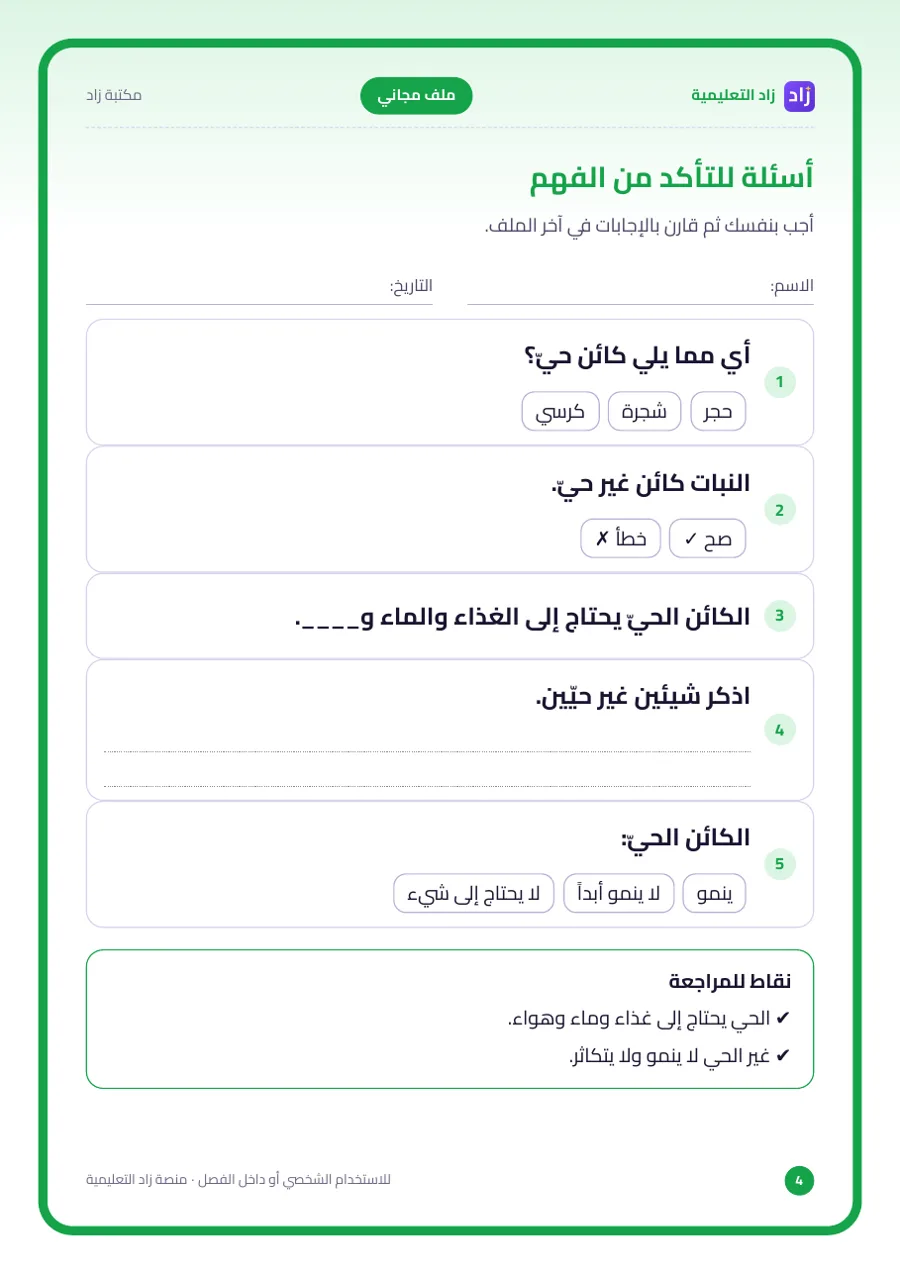 زاد زاد التعليمية
ملف مجاني
مكتبة زاد
أسئلة للتأكد من الفهم
أجب بنفسك ثم قارن بالإجابات في آخر الملف.
الاسم:
التاريخ:
1
أي مما يلي كائن حيّ؟
حجر شجرة كرسي
2
النبات كائن غير حيّ.
صح ✓ خطأ ✗
3
الكائن الحيّ يحتاج إلى الغذاء والماء و____.
4
اذكر شيئين غير حيّين.
5
الكائن الحيّ:
ينمو لا ينمو أبداً لا يحتاج إلى شيء
نقاط للمراجعة
✔ الحي يحتاج إلى غذاء وماء وهواء.
✔ غير الحي لا ينمو ولا يتكاثر.
4
للاستخدام الشخصي أو داخل الفصل · منصة زاد التعليمية